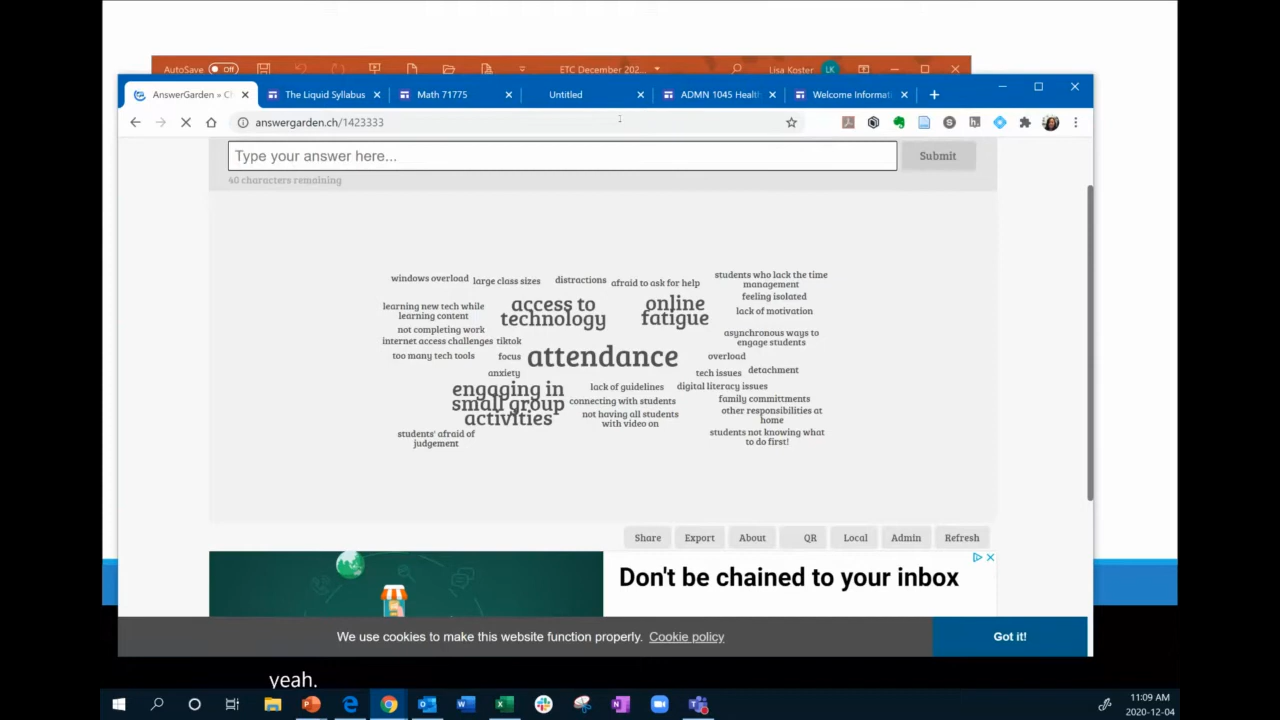 AutoSave Off ETC December 202... Lisa Koster LK
AnswerGarden » C The Liquid Syllabus Math 71775 Untitled ADMN 1045 Healt Welcome Informati
answergarden.ch/1423333
Type your answer here... Submit
40 characters remaining
windows overload large class sizes distractions afraid to ask for help
students who lack the time
management
feeling isolated
learning new tech while
learning content
access to
technology
online
fatigue
lack of motivation
not completing work
internet access challenges tiktok
asynchronous ways to
engage students
too many tech tools focus attendance overload
anxiety tech issues detachment
engaging in
small group
activities
lack of guidelines digital literacy issues
connecting with students family committments
not having all students
with video on
other responsibilities at
home
students' afraid of
judgement
students not knowing what
to do first!
Share Export About QR Local Admin Refresh
Don't be chained to your inbox
We use cookies to make this website function properly. Cookie policy Got it!
yeah.
11:09 AM
2020-12-04